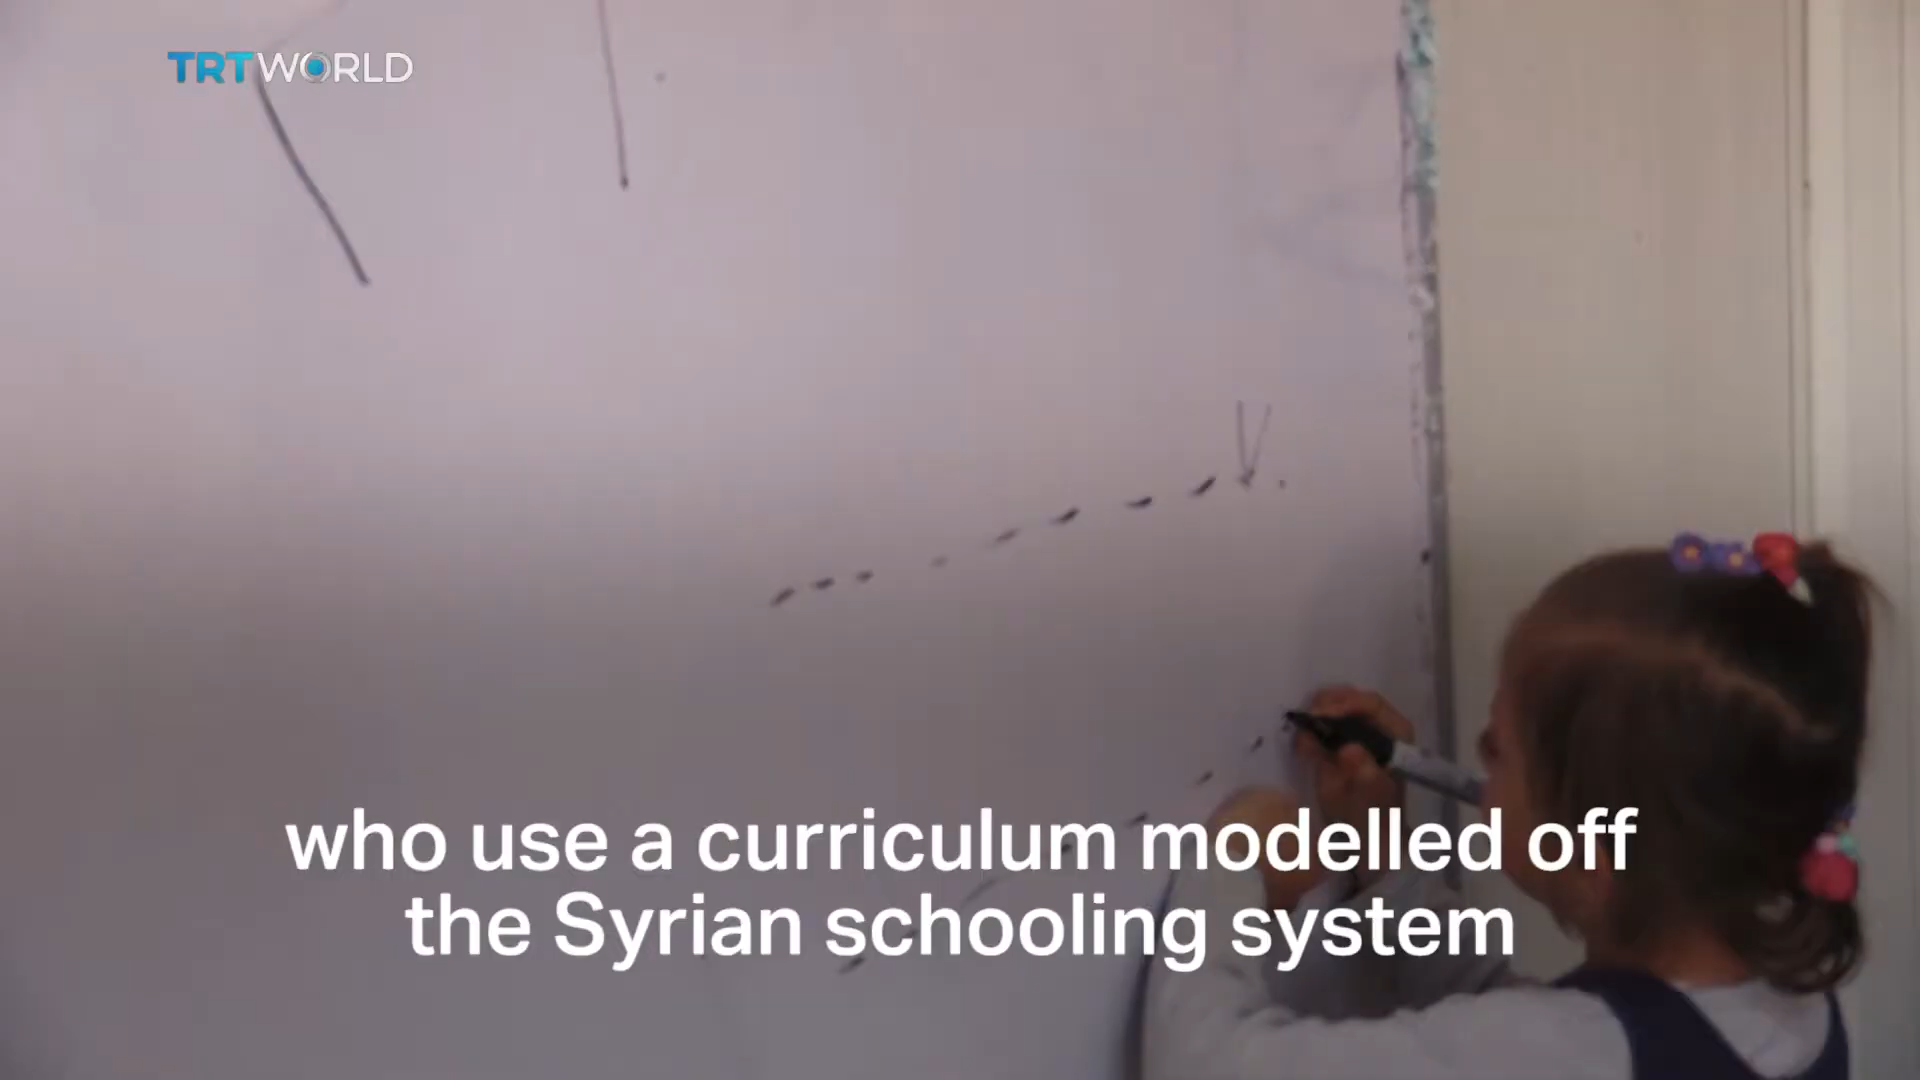 TRTWORLD
who use a curriculum modelled off
the Syrian schooling system